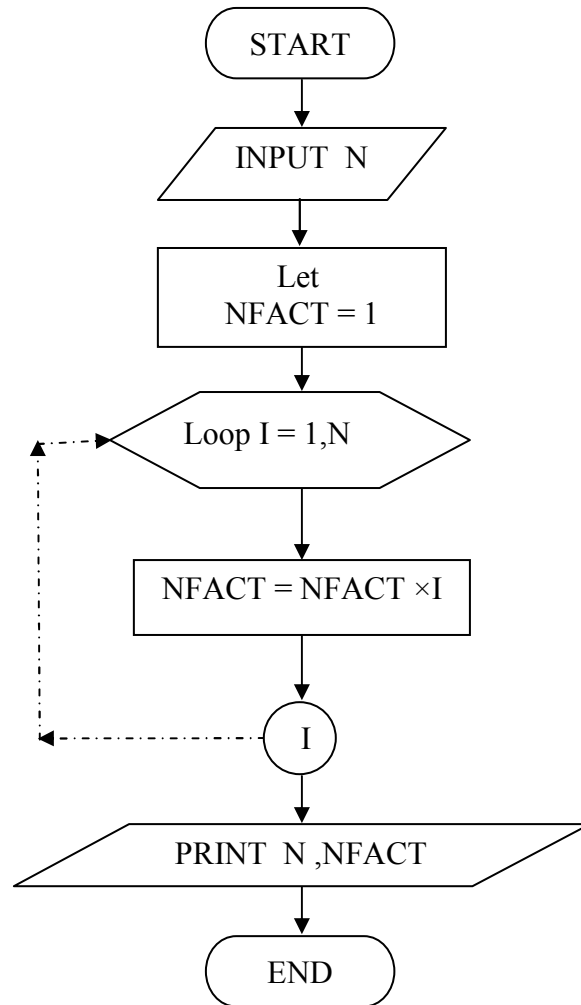 START
INPUT N
Let
NFACT = 1
Loop I = 1,N
NFACT = NFACT ×I
I
PRINT N ,NFACT
END